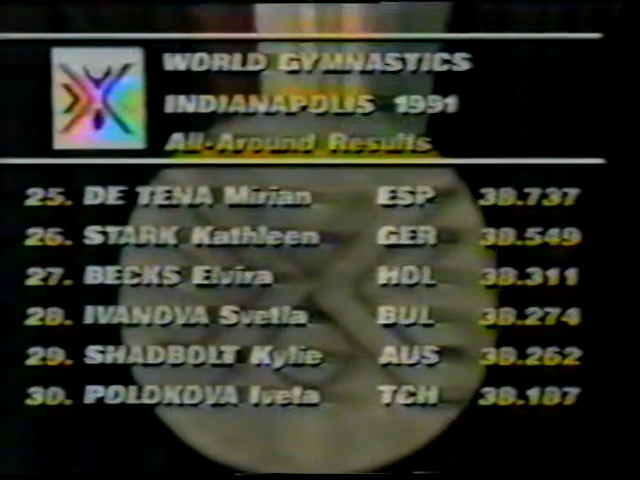 WORLD GYMNASTICS
INDIANAPOLIS 1991
All-Around Results
25. DE TENA Mirian ESP 38.737
26. STARK Kathleen GER 38.549
27. BECKS Elvira HOL 38.311
28. IVANOVA Svetla BUL 38.274
29. SHADBOLT Kylie AUS 38.262
30. POLOKOVA Iveta TCH 38.187